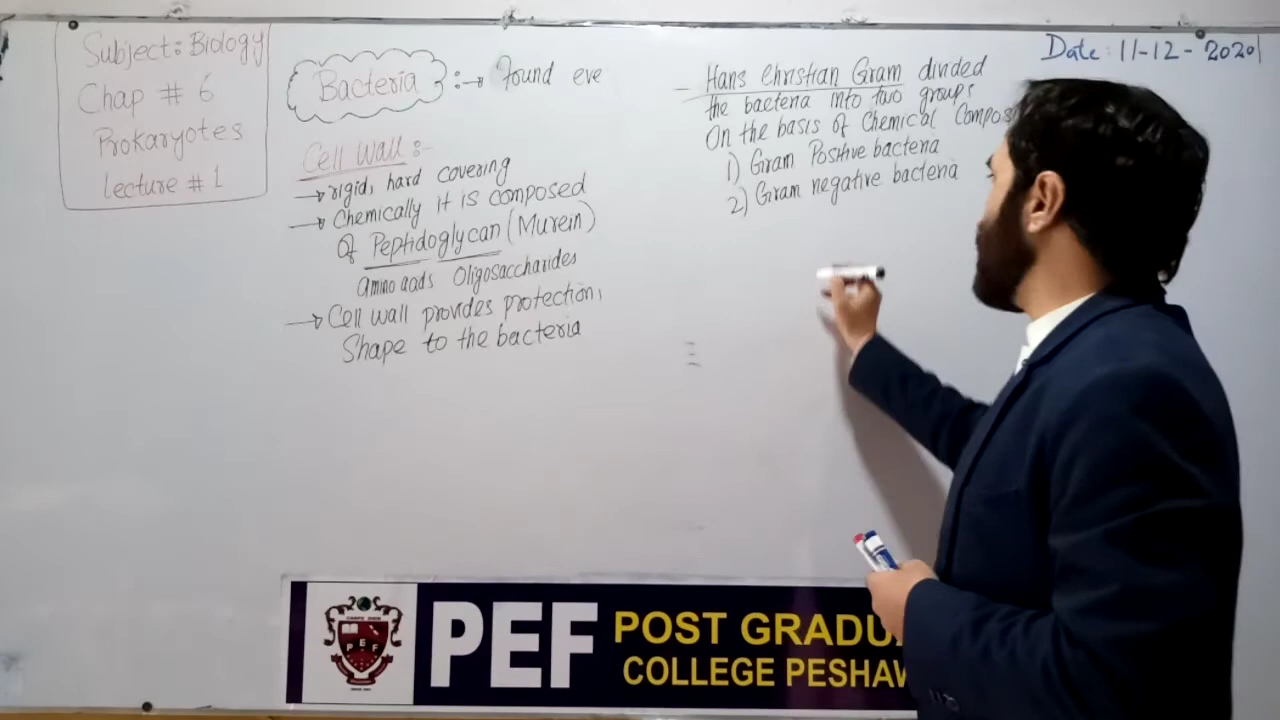 Subject: Biology
Chap # 6
Prokaryotes
lecture # 1
Bacteria :-→ Found eve
Cell Wall :-
→ rigid, hard covering
→ Chemically it is composed
of Peptidoglycan (Murein)
amino acids Oligosaccharides
→ Cell wall provides protection,
Shape to the bacteria
– Hans Christian Gram divided
the bacteria into two groups
On the basis of Chemical Compos
1) Gram Positive bacteria
2) Gram negative bacteria
Date: 11-12-2020
PEF
PEF
POST GRADUA
COLLEGE PESHAW